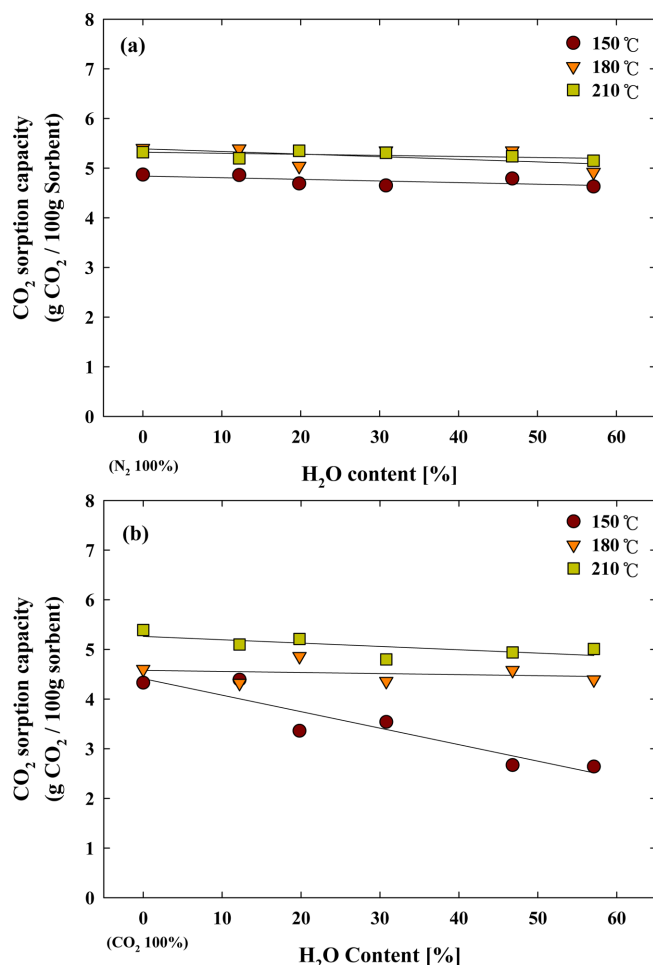 (a)
150℃
180℃
210℃
8
7
6
5
4
3
2
1
0
CO₂ sorption capacity
(g CO₂ / 100g Sorbent)
0 10 20 30 40 50 60
(N₂ 100%)
H₂O content [%]
(b)
150℃
180℃
210℃
8
7
6
5
4
3
2
1
0
CO₂ sorption capacity
(g CO₂ / 100g sorbent)
0 10 20 30 40 50 60
(CO₂ 100%)
H₂O Content [%]